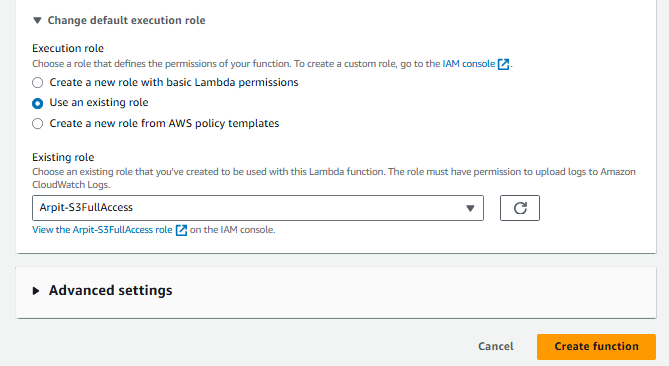 Change default execution role
Execution role
Choose a role that defines the permissions of your function. To create a custom role, go to the IAM console.
Create a new role with basic Lambda permissions
Use an existing role
Create a new role from AWS policy templates
Existing role
Choose an existing role that you've created to be used with this Lambda function. The role must have permission to upload logs to Amazon
CloudWatch Logs.
Arpit-S3FullAccess
View the Arpit-S3FullAccess role on the IAM console.
Advanced settings
Cancel
Create function